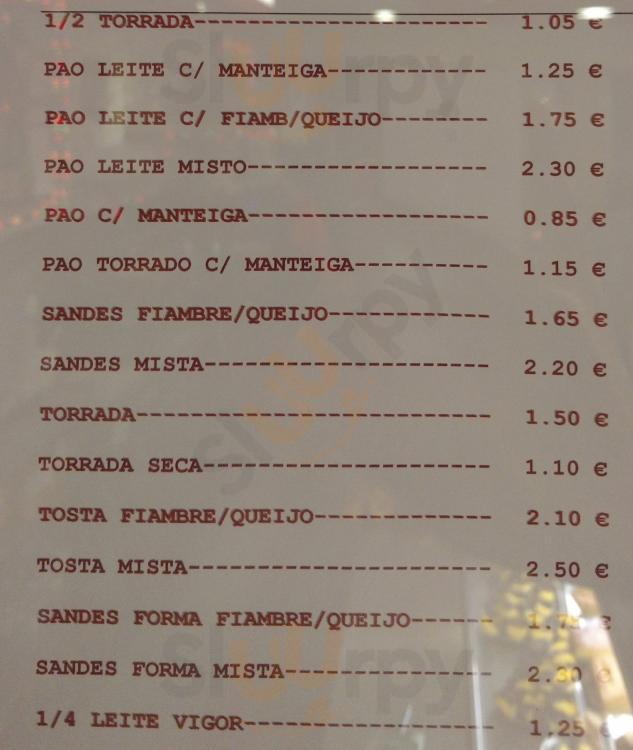 1/2 TORRADA--------------------- 1.05 €
PAO LEITE C/ MANTEIGA------------ 1.25 €
PAO LEITE C/ FIAMB/QUEIJO-------- 1.75 €
PAO LEITE MISTO------------------ 2.30 €
PAO C/ MANTEIGA------------------ 0.85 €
PAO TORRADO C/ MANTEIGA---------- 1.15 €
SANDES FIAMBRE/QUEIJO------------ 1.65 €
SANDES MISTA--------------------- 2.20 €
TORRADA-------------------------- 1.50 €
TORRADA SECA--------------------- 1.10 €
TOSTA FIAMBRE/QUEIJO------------- 2.10 €
TOSTA MISTA---------------------- 2.50 €
SANDES FORMA FIAMBRE/QUEIJO------ €
SANDES FORMA MISTA--------------- €
1/4 LEITE VIGOR------------------ 1.25 €
Sluurpy
Sluurpy
Sluurpy